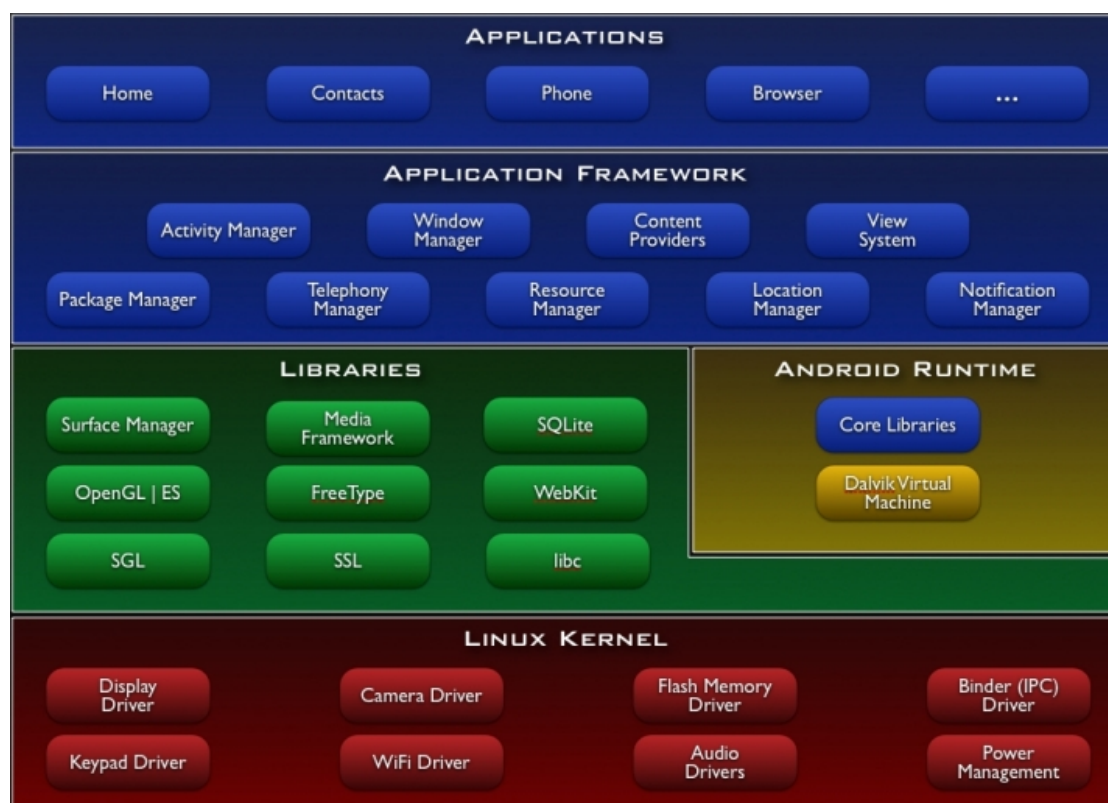 APPLICATIONS
Home
Contacts
Phone
Browser
...
APPLICATION FRAMEWORK
Activity Manager
Window
Manager
Content
Providers
View
System
Package Manager
Telephony
Manager
Resource
Manager
Location
Manager
Notification
Manager
LIBRARIES
Surface Manager
Media
Framework
SQLite
OpenGL | ES
FreeType
WebKit
SGL
SSL
libc
ANDROID RUNTIME
Core Libraries
Dalvik Virtual
Machine
LINUX KERNEL
Display
Driver
Camera Driver
Flash Memory
Driver
Binder (IPC)
Driver
Keypad Driver
WiFi Driver
Audio
Drivers
Power
Management